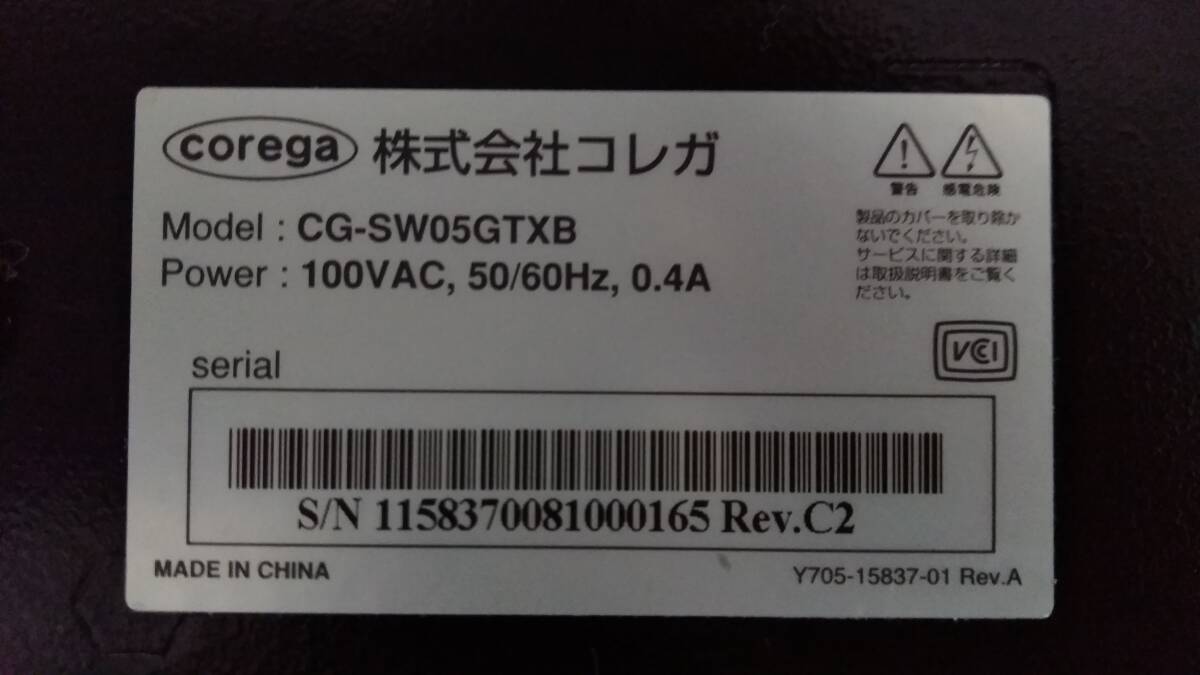 corega 株式会社コレガ
Model : CG-SW05GTXB
Power : 100VAC, 50/60Hz, 0.4A
警告 感電危険
製品のカバーを取り除か
ないでください。
サービスに関する詳細
は取扱説明書をご覧く
ださい。
VCCI
serial
S/N 1158370081000165 Rev.C2
MADE IN CHINA
Y705-15837-01 Rev.A